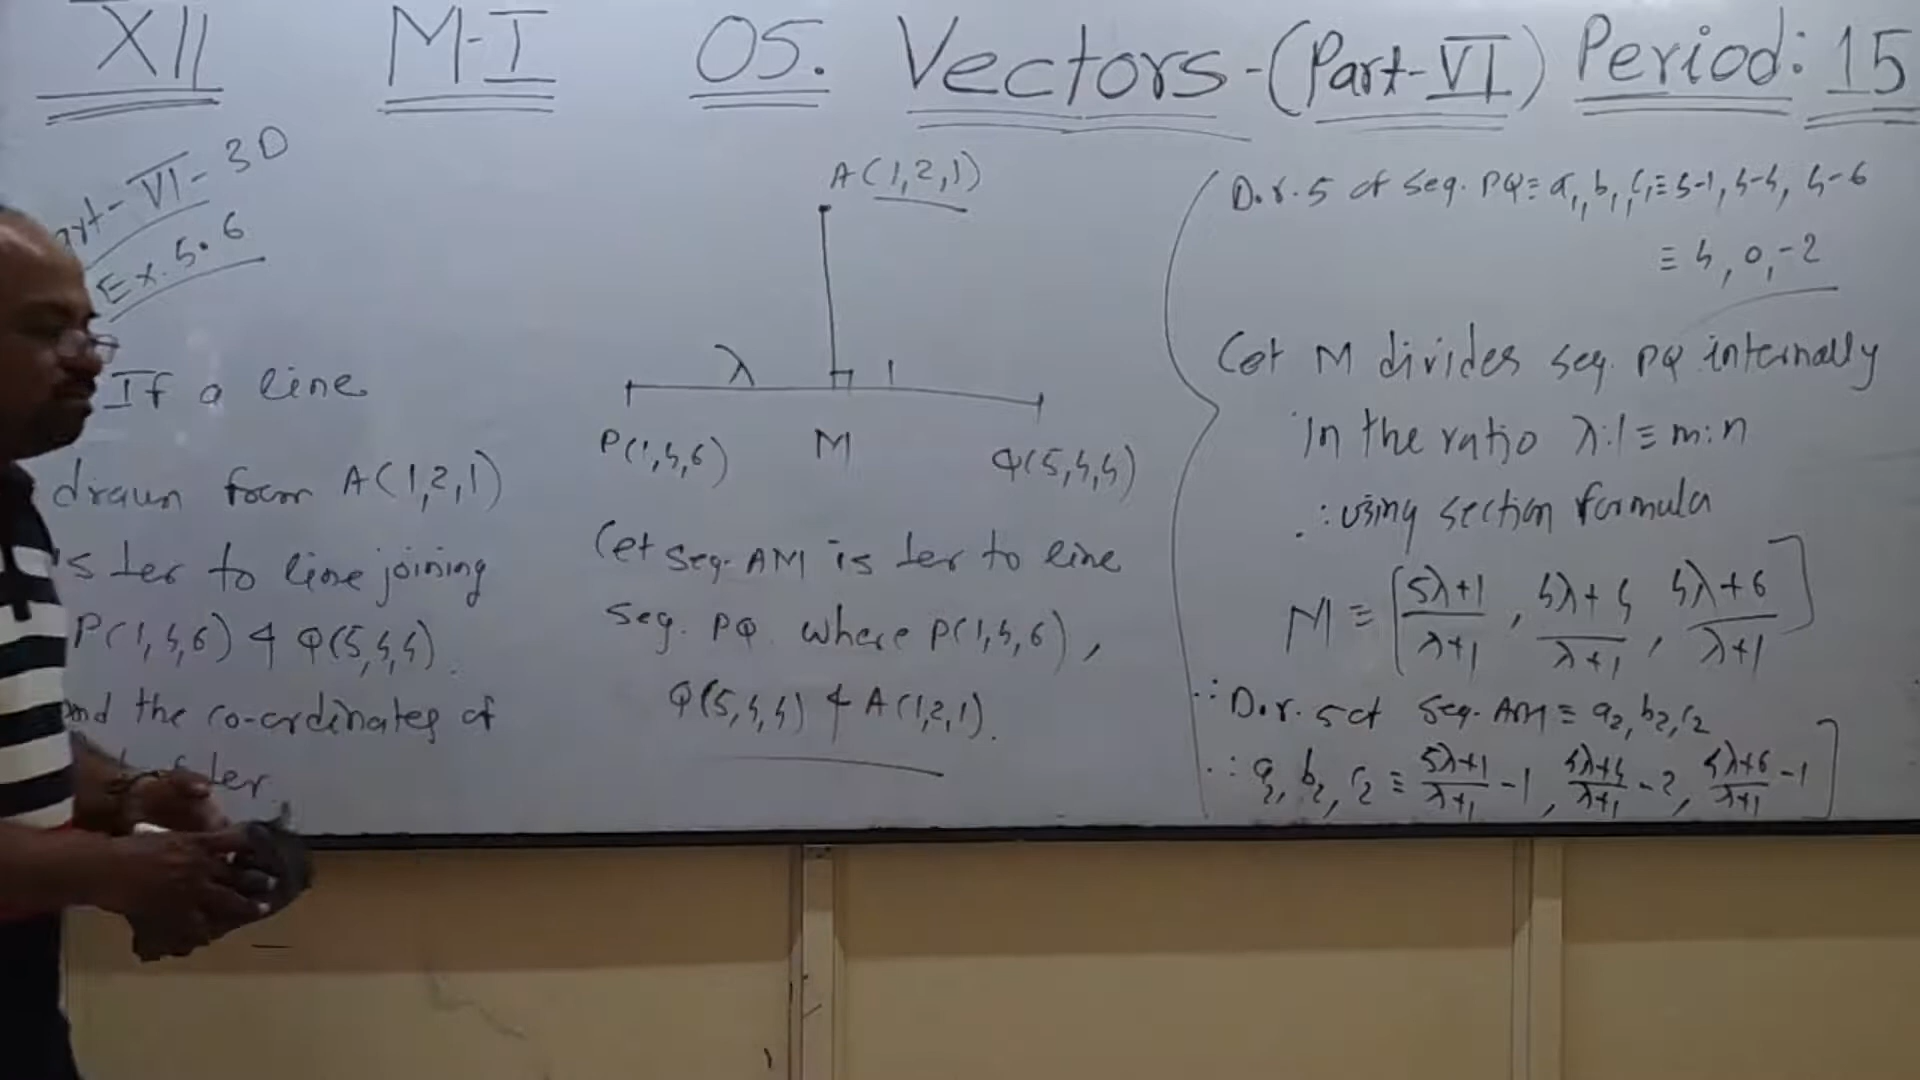 XII M-I 05. Vectors-(Part-VI) Period: 15
Part-VI-3D
Ex. 5.6
If a line
drawn from A(1,2,1)
is ⊥er to line joining
P(1,4,6) & Q(5,4,4).
the co-ordinates of
⊥er
A(1,2,1)
λ 1
P(1,4,6) M Q(5,4,4)
Let seg. AM is ⊥er to line
seg. PQ where P(1,4,6),
Q(5,4,4) & A(1,2,1).
D.r.s of seg. PQ ≡ a₁, b₁, c₁ ≡ 5-1, 4-4, 4-6
≡ 4, 0, -2
Let M divides seg. PQ internally
in the ratio λ:1 ≡ m:n
∴ using section formula
M ≡ [(5λ+1)/(λ+1), (4λ+4)/(λ+1), (4λ+6)/(λ+1)]
∴ D.r.s of seg. AM ≡ a₂, b₂, c₂
∴ a₂, b₂, c₂ ≡ (5λ+1)/(λ+1) -1, (4λ+4)/(λ+1) -2, (4λ+6)/(λ+1) -1]